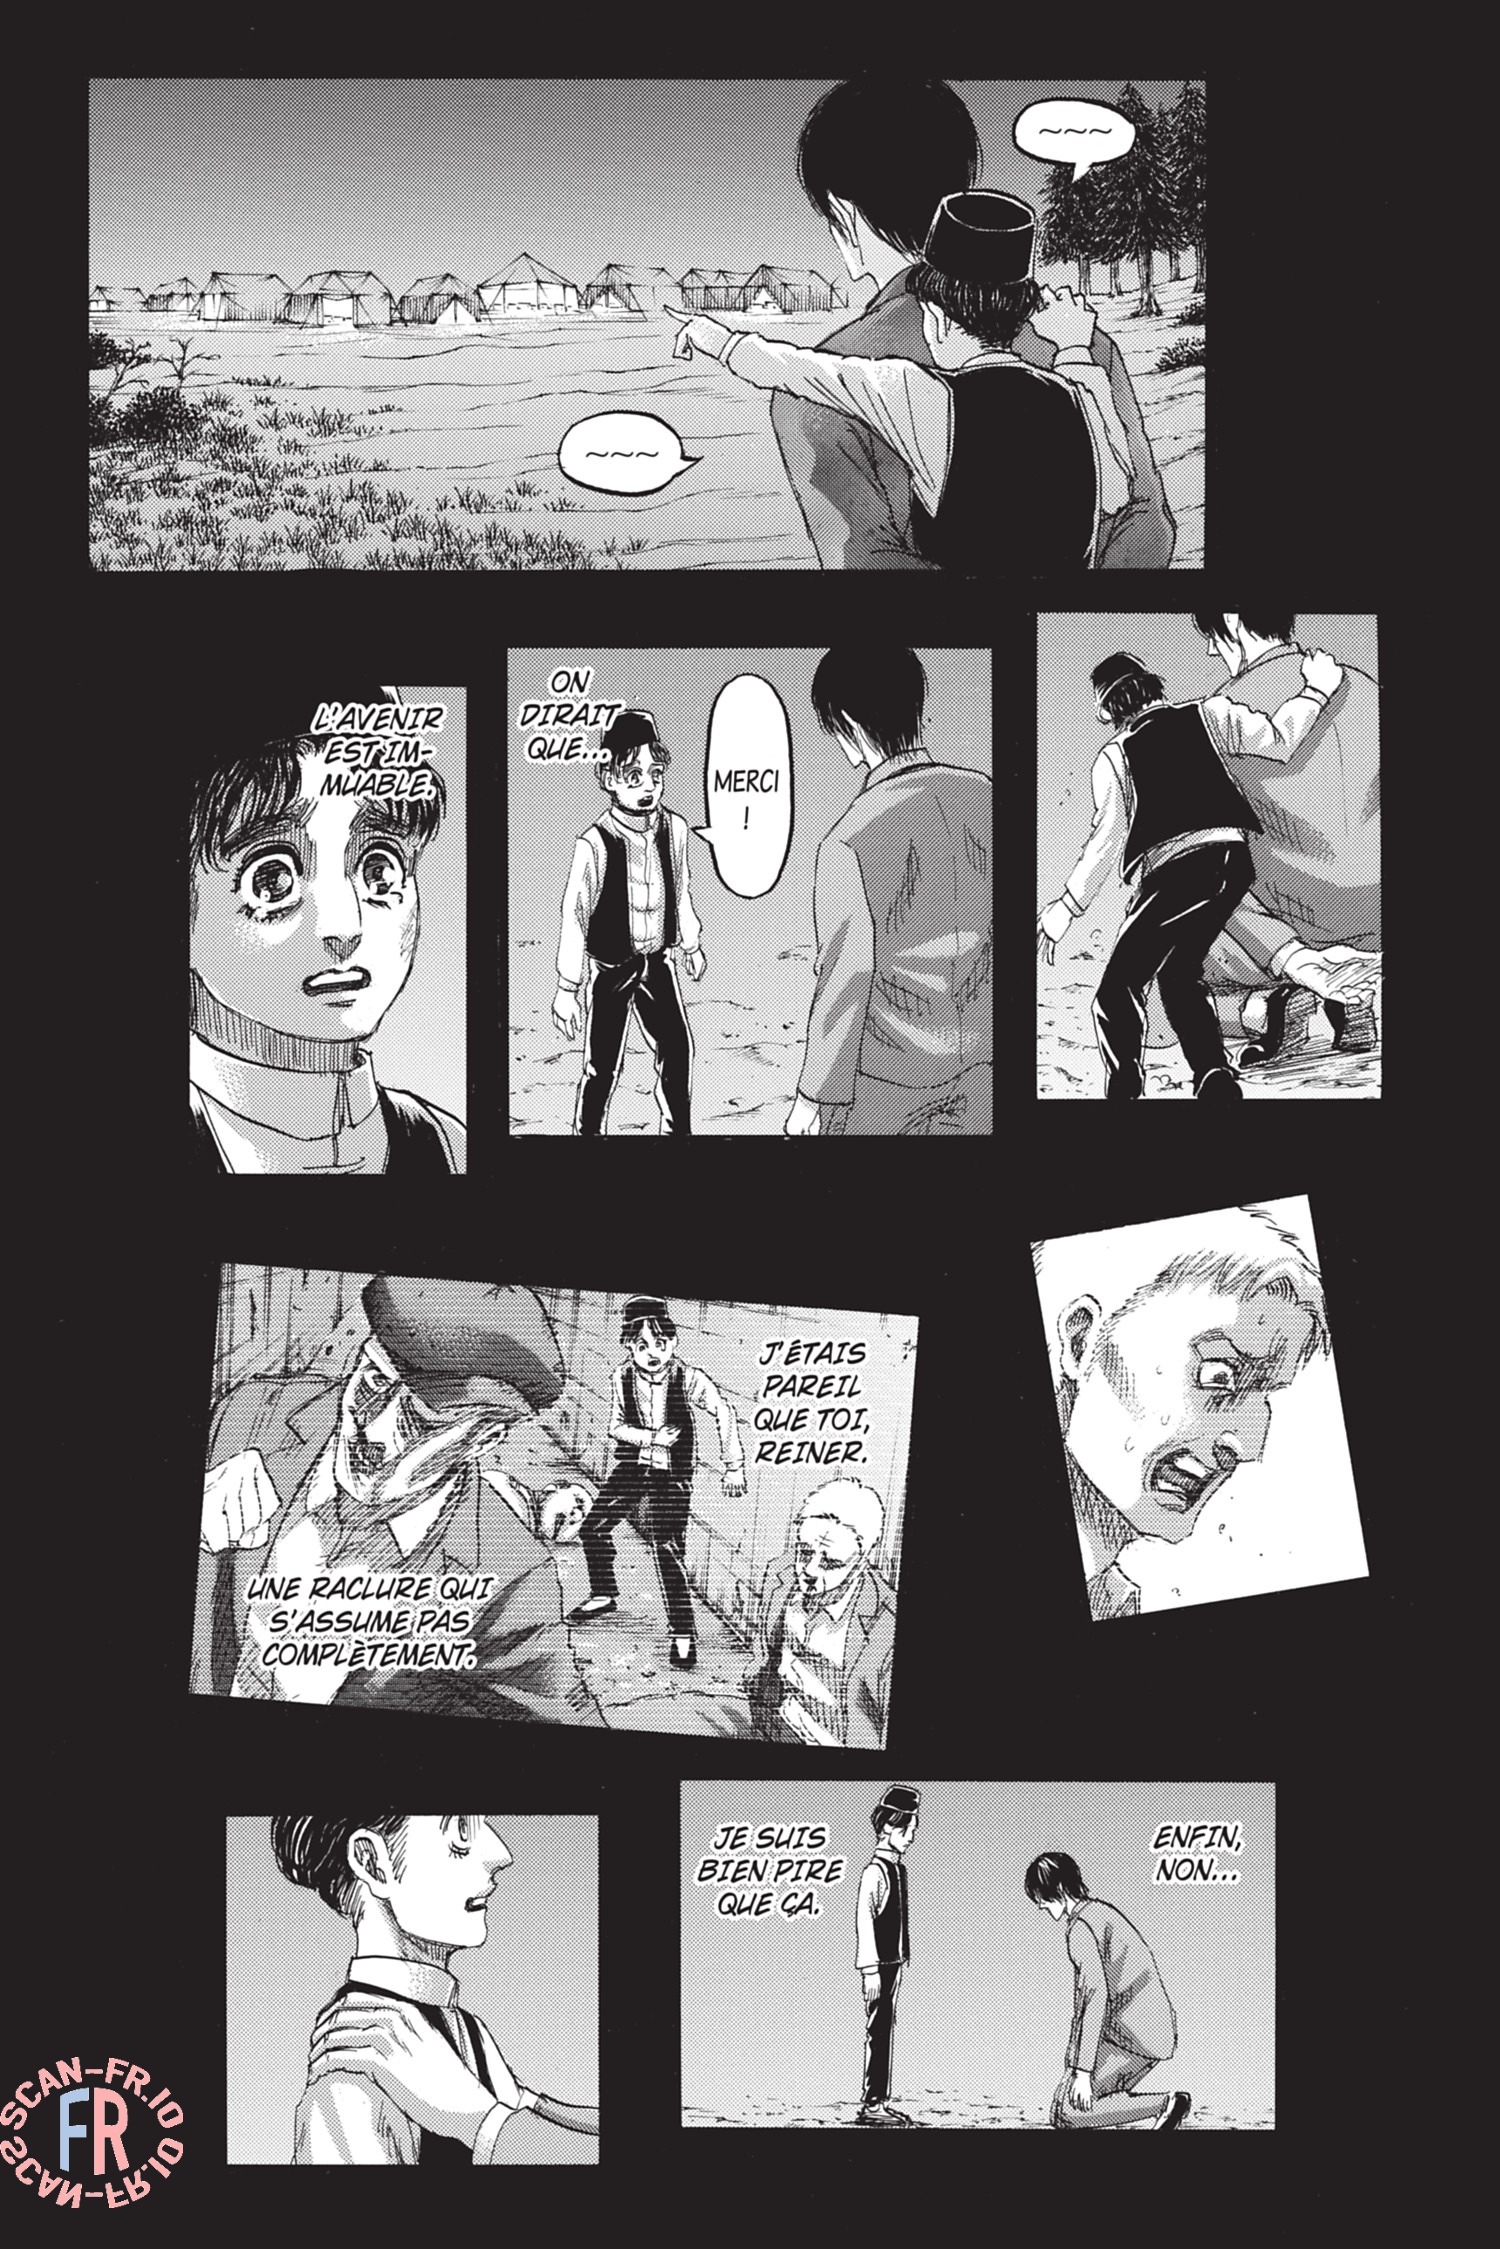 ~~~
~~~
MERCI
!
ON
DIRAIT
QUE...
L'AVENIR
EST IM-
MUABLE.
J'ÉTAIS
PAREIL
QUE TOI,
REINER.
UNE RACLURE QUI
S'ASSUME PAS
COMPLÈTEMENT.
ENFIN,
NON...
JE SUIS
BIEN PIRE
QUE ÇA.
SCAN-FR.IO
FR
SCAN-FR.IO